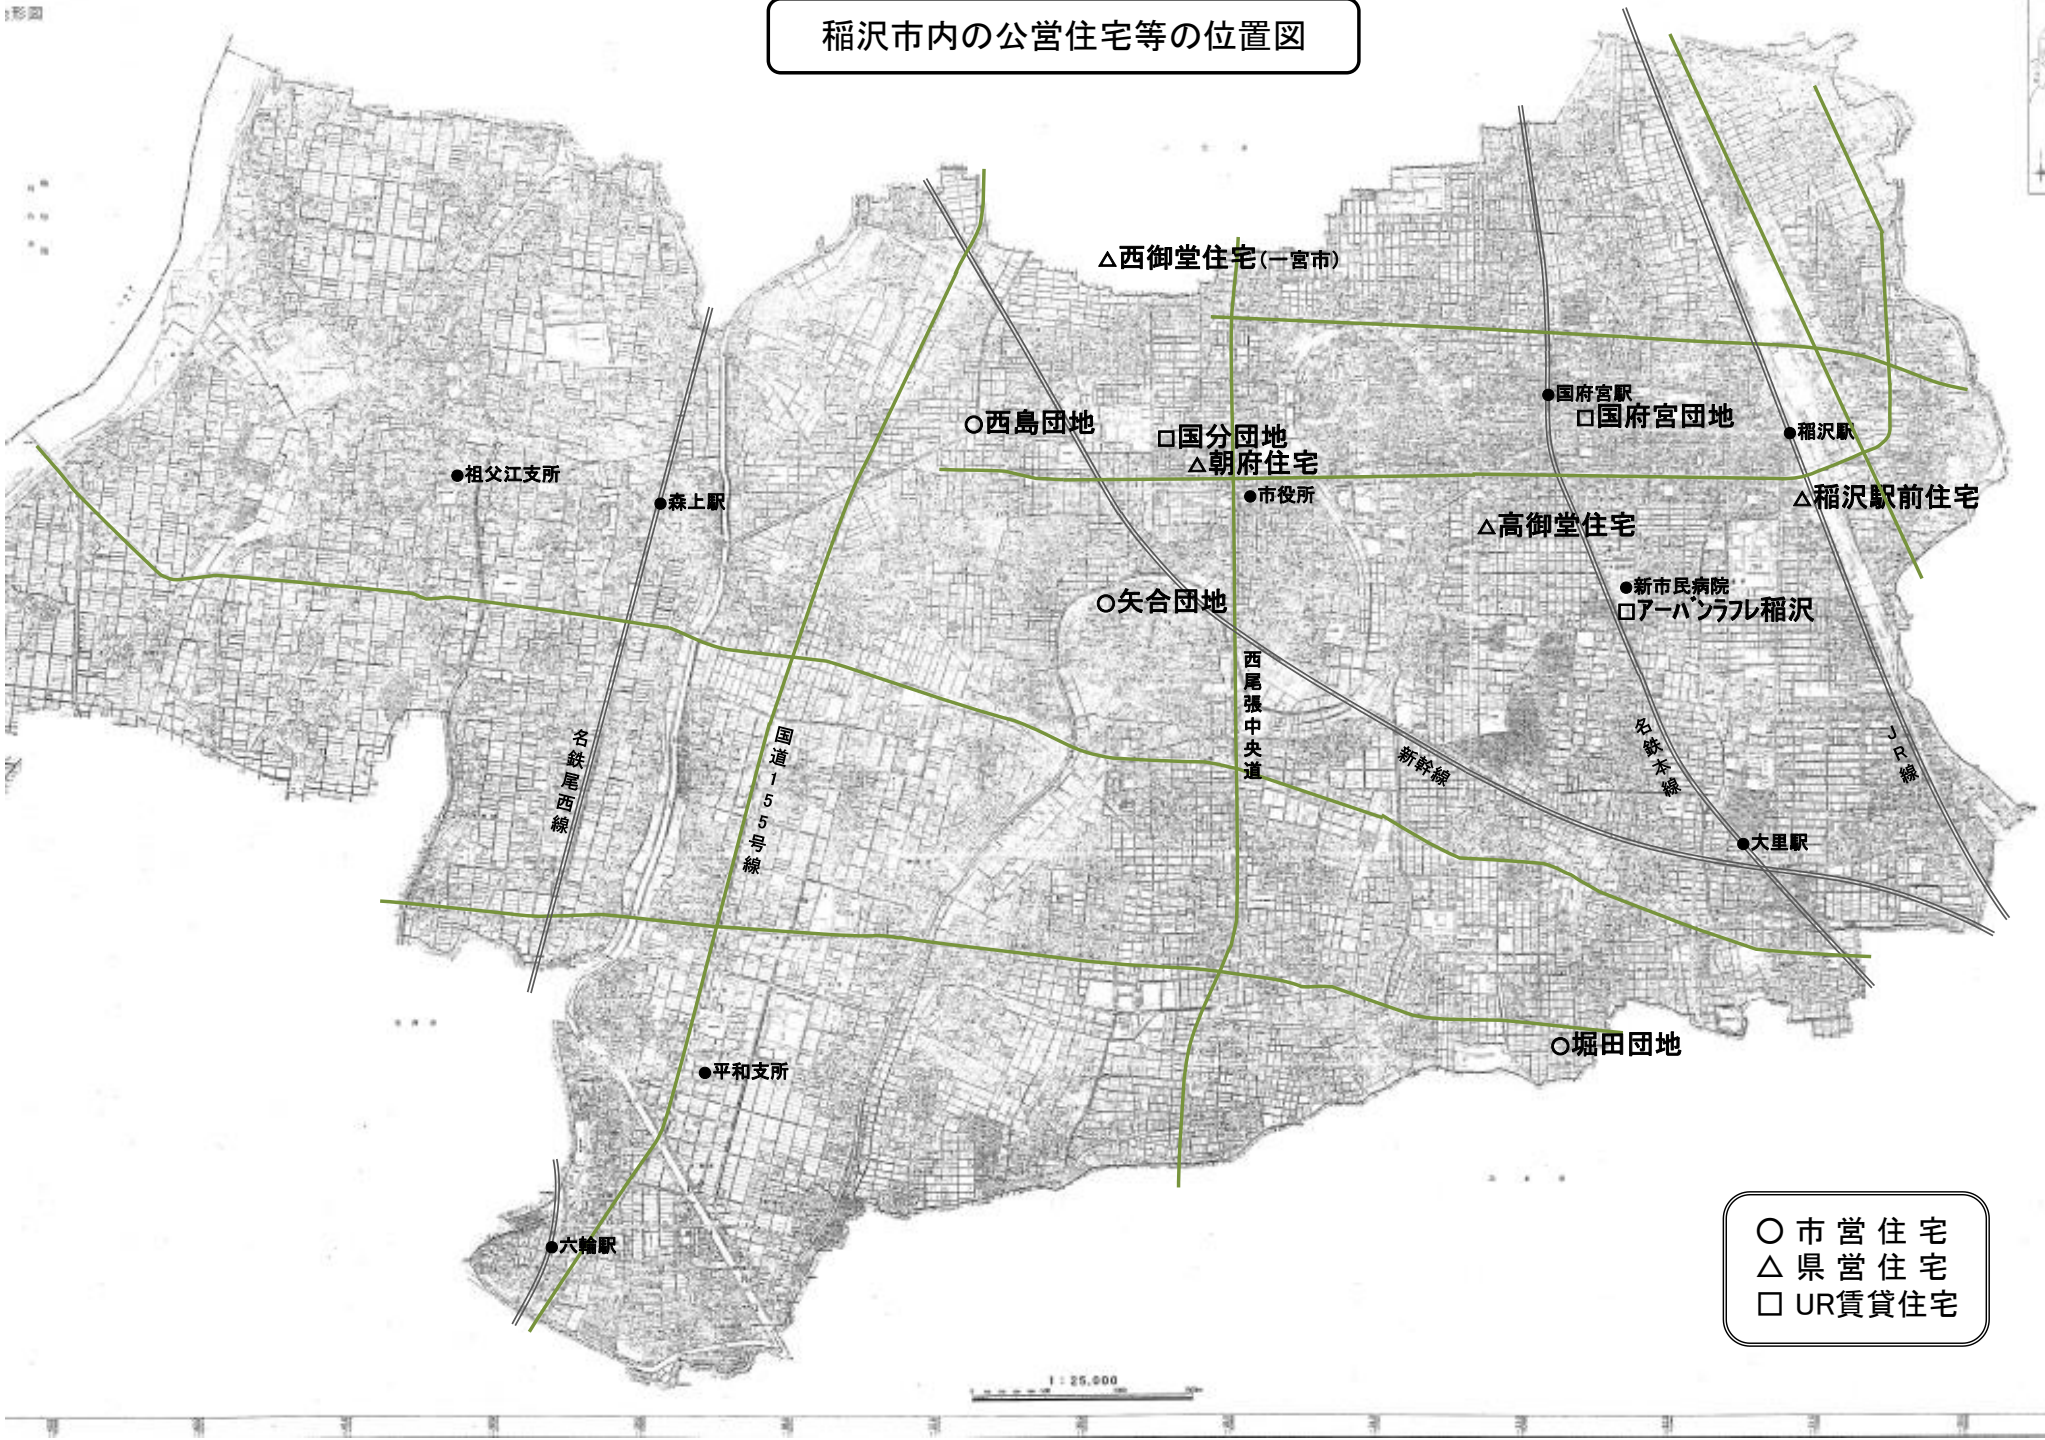 稲沢市内の公営住宅等の位置図
△西御堂住宅(一宮市)
●国府宮駅
□国府宮団地
○西島団地
□国分団地
●稲沢駅
△朝府住宅
●祖父江支所
●市役所
△稲沢駅前住宅
●森上駅
△高御堂住宅
●新市民病院
○矢合団地
□アーバンラフレ稲沢
西尾張中央道
名鉄尾西線
国道155号線
新幹線
名鉄本線
JR線
●大里駅
○堀田団地
●平和支所
●六輪駅
○ 市営住宅
△ 県営住宅
□ UR賃貸住宅
1:25,000